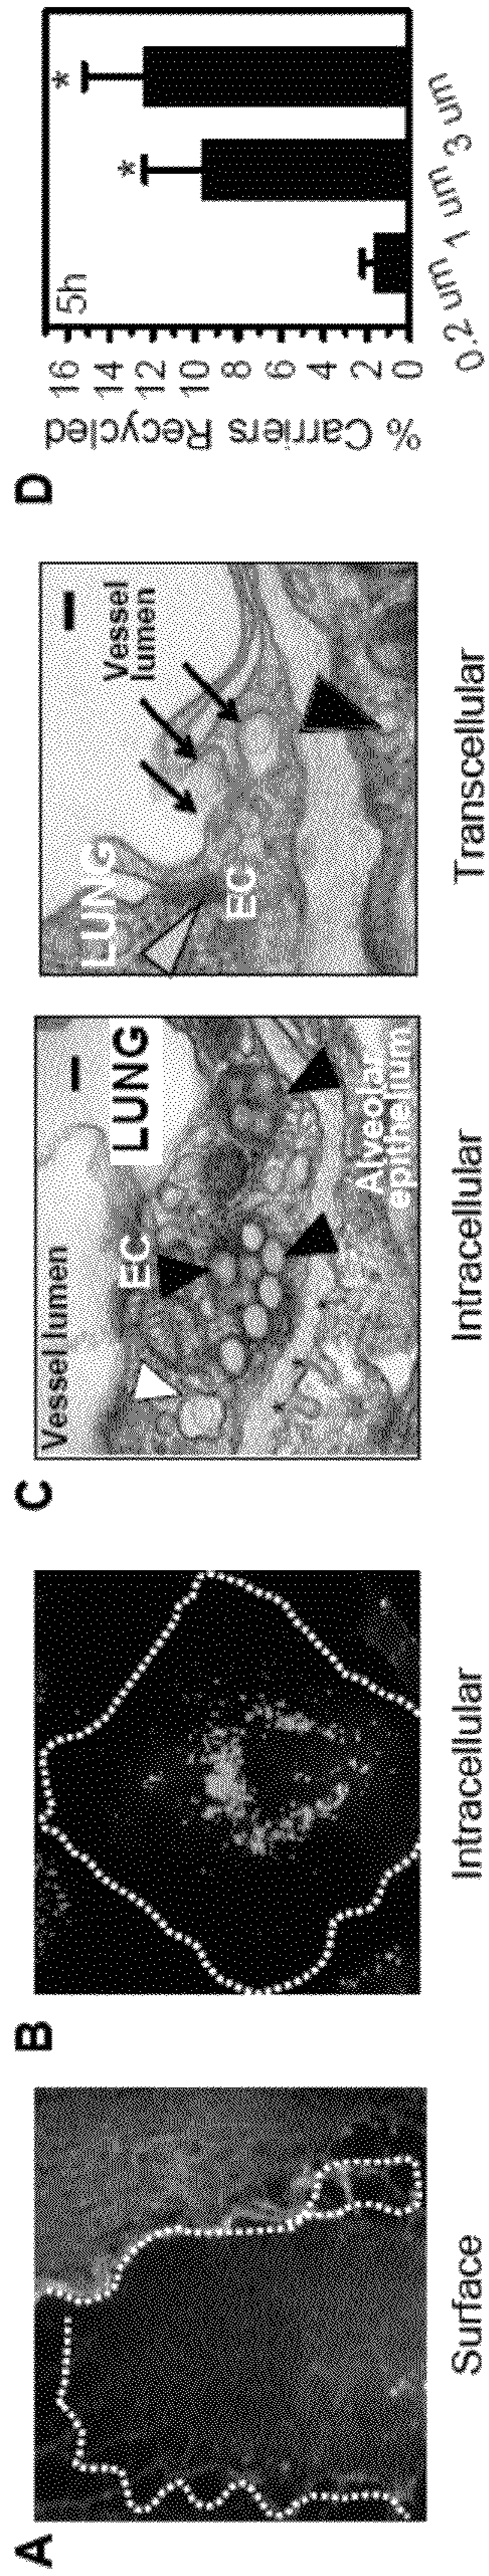 A
Surface
B
Intracellular
C
Vessel lumen
EC
LUNG
Alveolar
epithelium
Intracellular
LUNG
EC
Vessel
lumen
Transcellular
D
% Carriers Recycled
16
14
12
10
8
6
4
2
0
5h
*
*
0.2 um
1 um
3 um